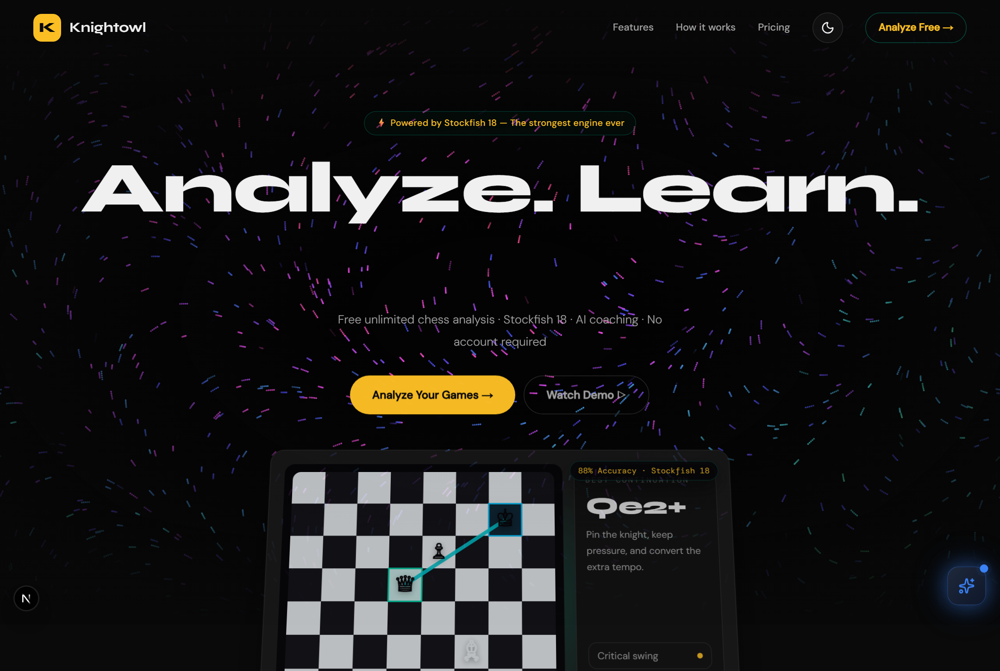 K Knightowl
Features
How it works
Pricing
Analyze Free →
Powered by Stockfish 18 — The strongest engine ever
Analyze. Learn.
Free unlimited chess analysis · Stockfish 18 · AI coaching · No
account required
Analyze Your Games →
Watch Demo ▷
88% Accuracy · Stockfish 18
BEST CONTINUATION
Qe2+
Pin the knight, keep
pressure, and convert the
extra tempo.
Critical swing
N